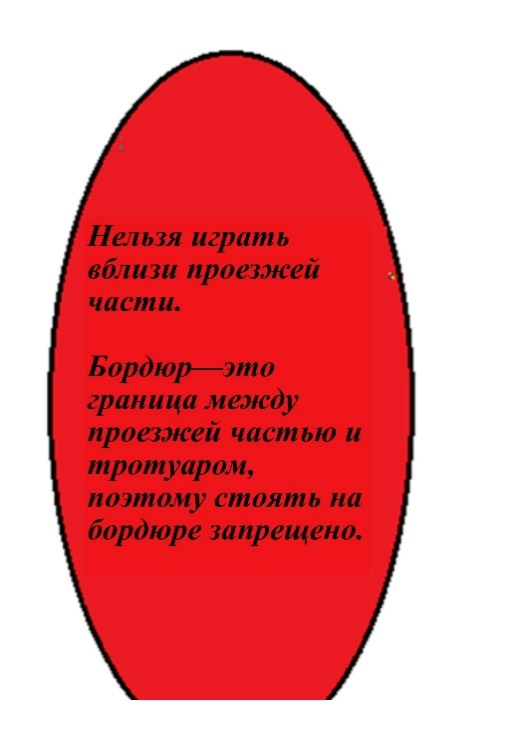 Нельзя играть
вблизи проезжей
части.
Бордюр—это
граница между
проезжей частью и
тротуаром,
поэтому стоять на
бордюре запрещено.